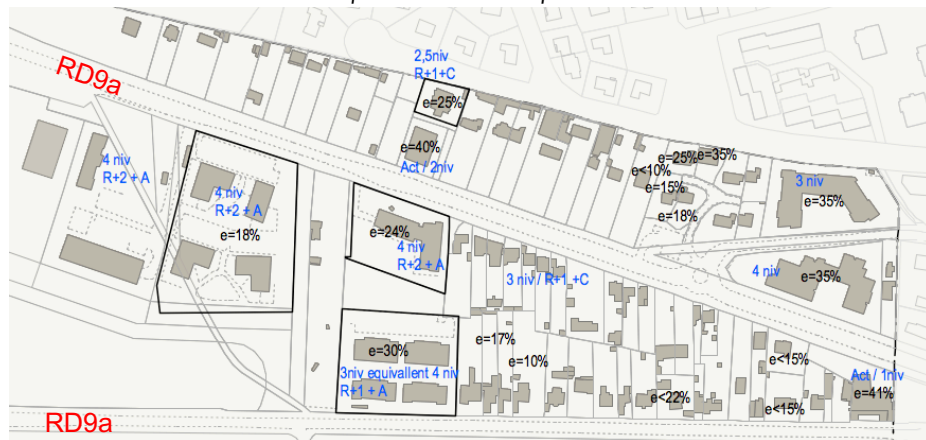 2,5niv
R+1+C
RD9a
e=25%
e=40%
Act / 2niv
4 niv
R+2 + A
4 niv
R+2 + A
e=18%
e=24%
4 niv
R+2 + A
e=25%
e=35%
e<10%
e=15%
e=18%
3 niv
e=35%
4 niv
e=35%
3 niv / R+1 +C
e=17%
e=10%
e=30%
3niv equivallent 4 niv
R+1 + A
e<15%
e<22%
e<15%
Act / 1niv
e=41%
RD9a